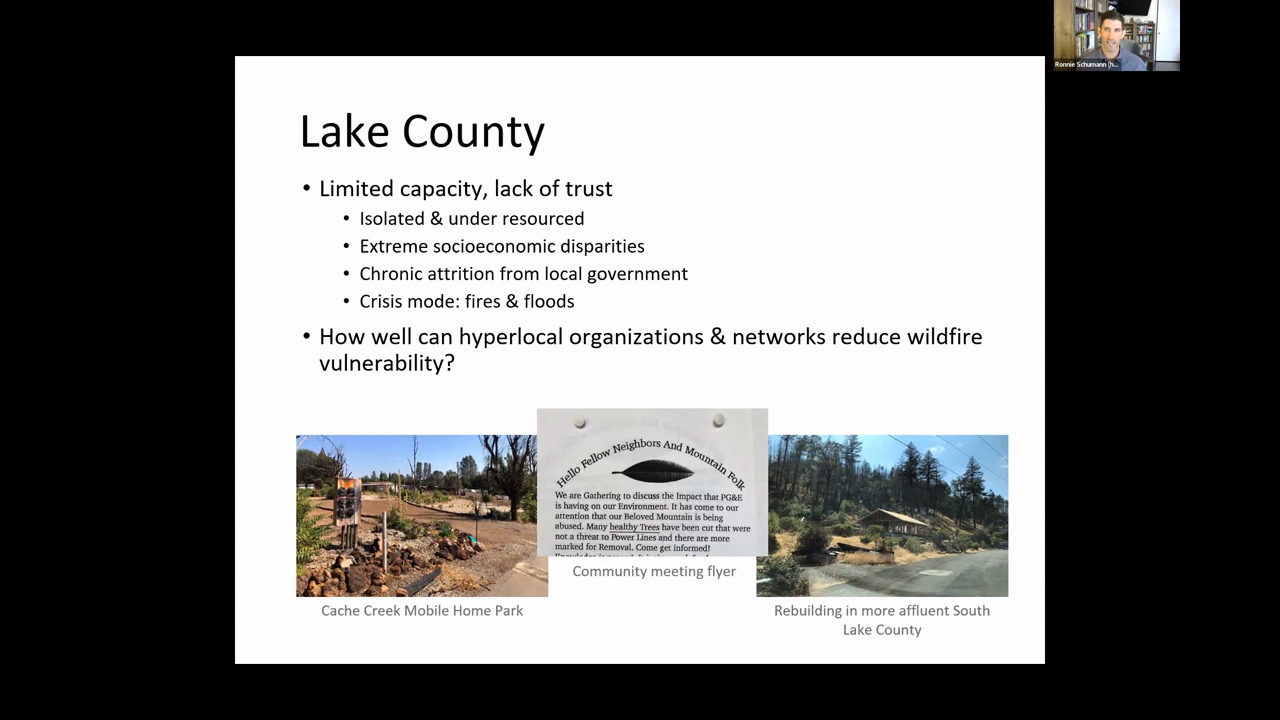 Ronnie Schumann (h...
Lake County
• Limited capacity, lack of trust
• Isolated & under resourced
• Extreme socioeconomic disparities
• Chronic attrition from local government
• Crisis mode: fires & floods
• How well can hyperlocal organizations & networks reduce wildfire
vulnerability?
Hello Fellow Neighbors And Mountain Folk
We are Gathering to discuss the Impact that PG&E
is having on our Environment. It has come to our
attention that our Beloved Mountain is being
abused. Many healthy Trees have been cut that were
not a threat to Power Lines and there are more
marked for Removal. Come get informed!
Community meeting flyer
Cache Creek Mobile Home Park
Rebuilding in more affluent South
Lake County